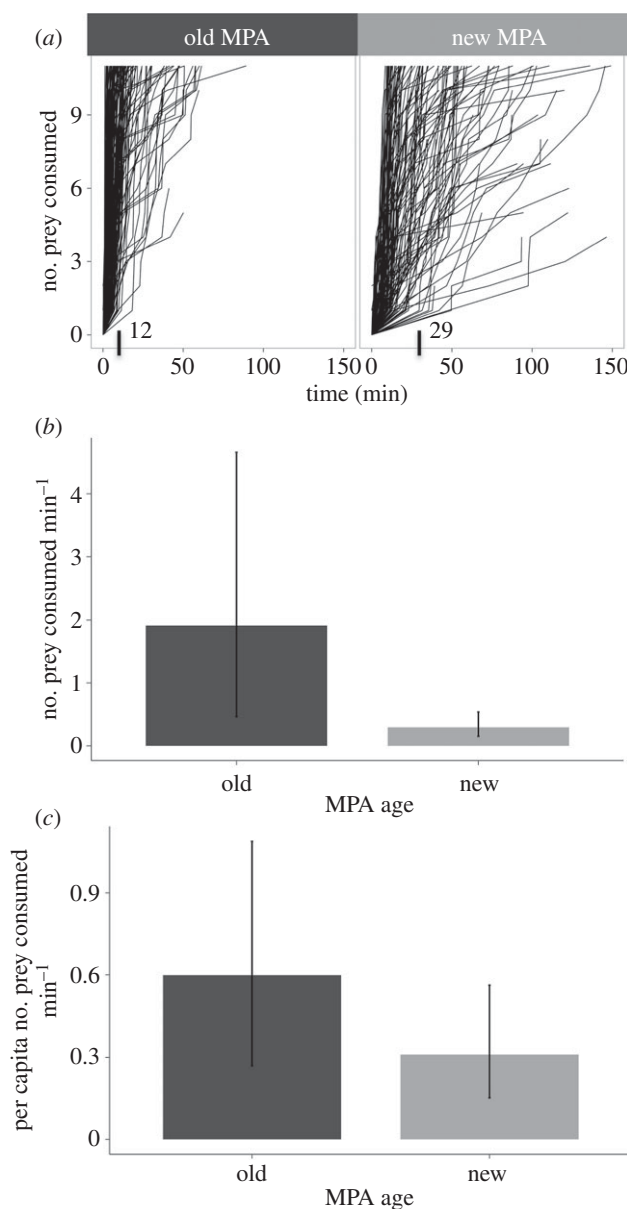 (a)
old MPA
new MPA
no. prey consumed
9
6
3
0
12
29
0
50
100
150
0
50
100
150
time (min)
(b)
no. prey consumed min⁻¹
4
3
2
1
0
old
new
MPA age
(c)
per capita no. prey consumed
min⁻¹
0.9
0.6
0.3
0
old
new
MPA age